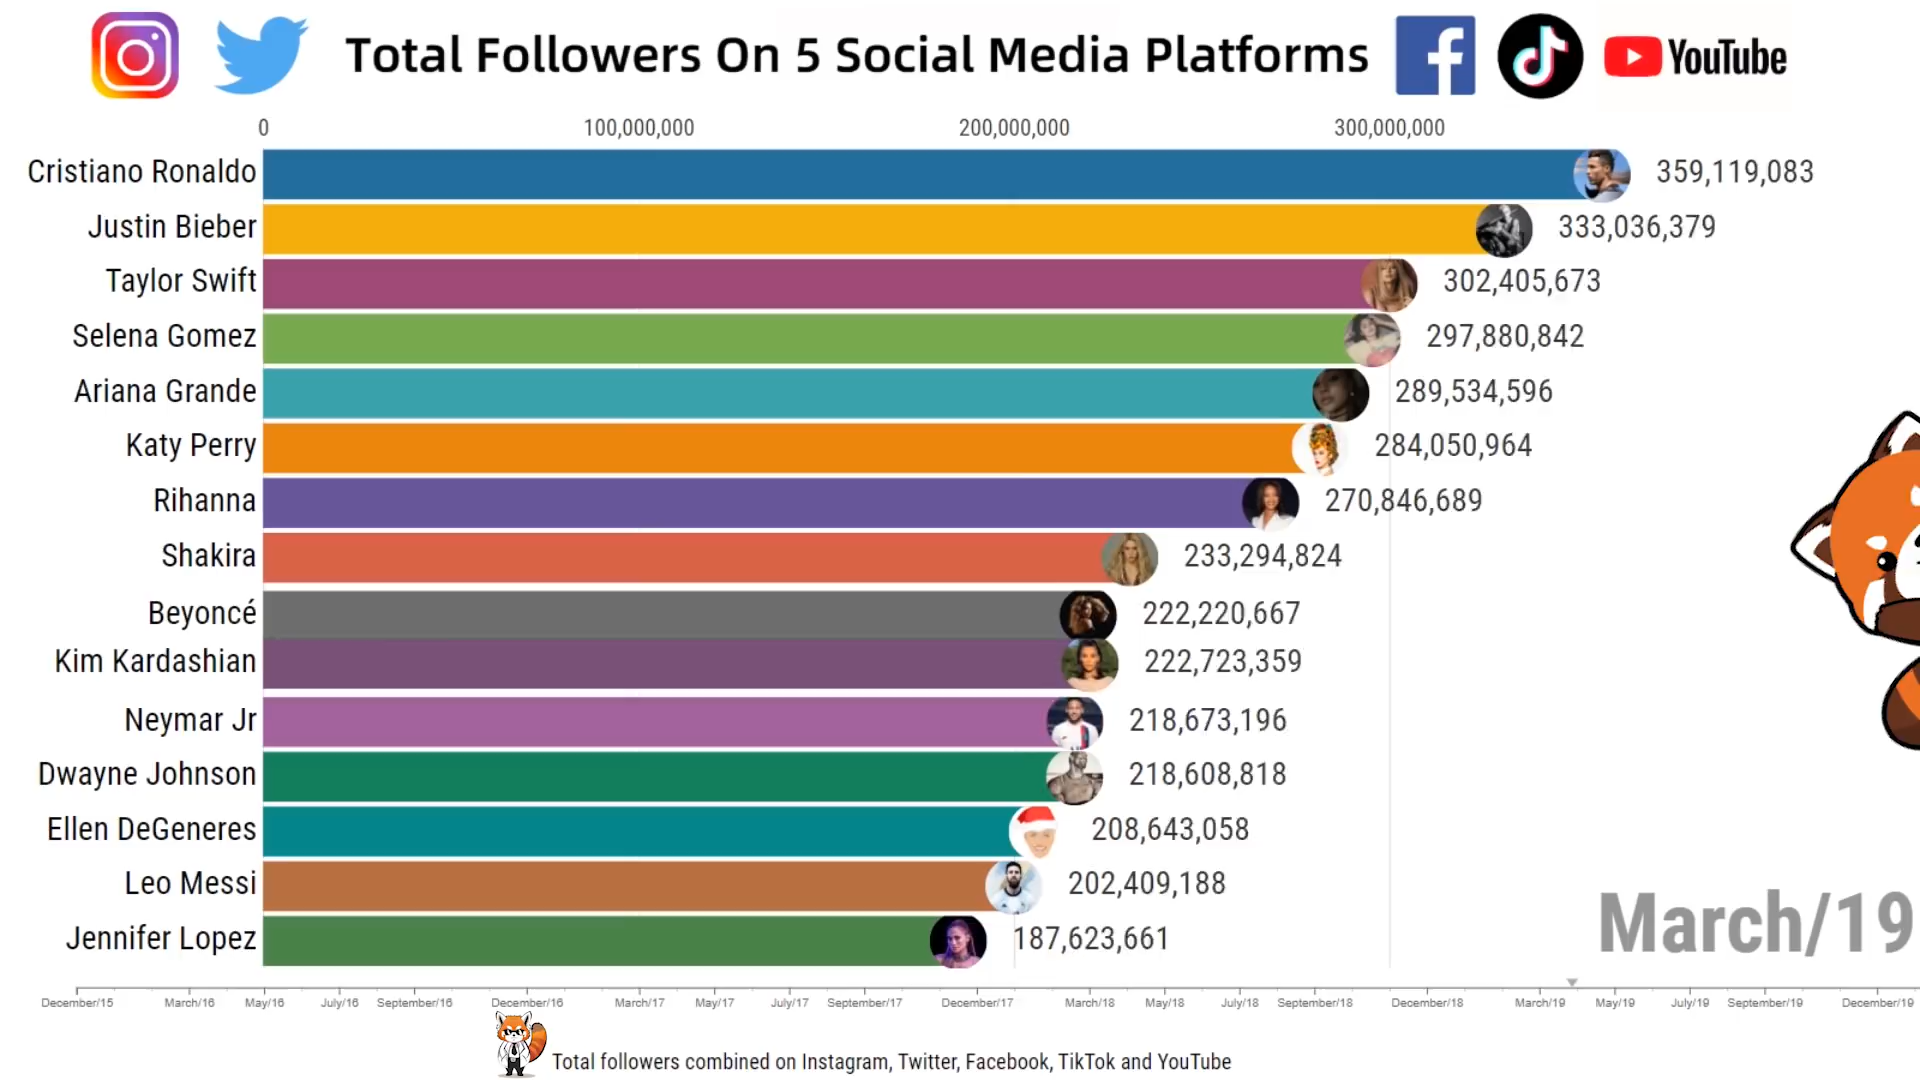 Total Followers On 5 Social Media Platforms
YouTube
0 100,000,000 200,000,000 300,000,000
Cristiano Ronaldo 359,119,083
Justin Bieber 333,036,379
Taylor Swift 302,405,673
Selena Gomez 297,880,842
Ariana Grande 289,534,596
Katy Perry 284,050,964
Rihanna 270,846,689
Shakira 233,294,824
Beyoncé 222,220,667
Kim Kardashian 222,723,359
Neymar Jr 218,673,196
Dwayne Johnson 218,608,818
Ellen DeGeneres 208,643,058
Leo Messi 202,409,188
Jennifer Lopez 187,623,661
March/19
December/15 March/16 May/16 July/16 September/16 December/16 March/17 May/17 July/17 September/17 December/17 March/18 May/18 July/18 September/18 December/18 March/19 May/19 July/19 September/19 December/19
Total followers combined on Instagram, Twitter, Facebook, TikTok and YouTube